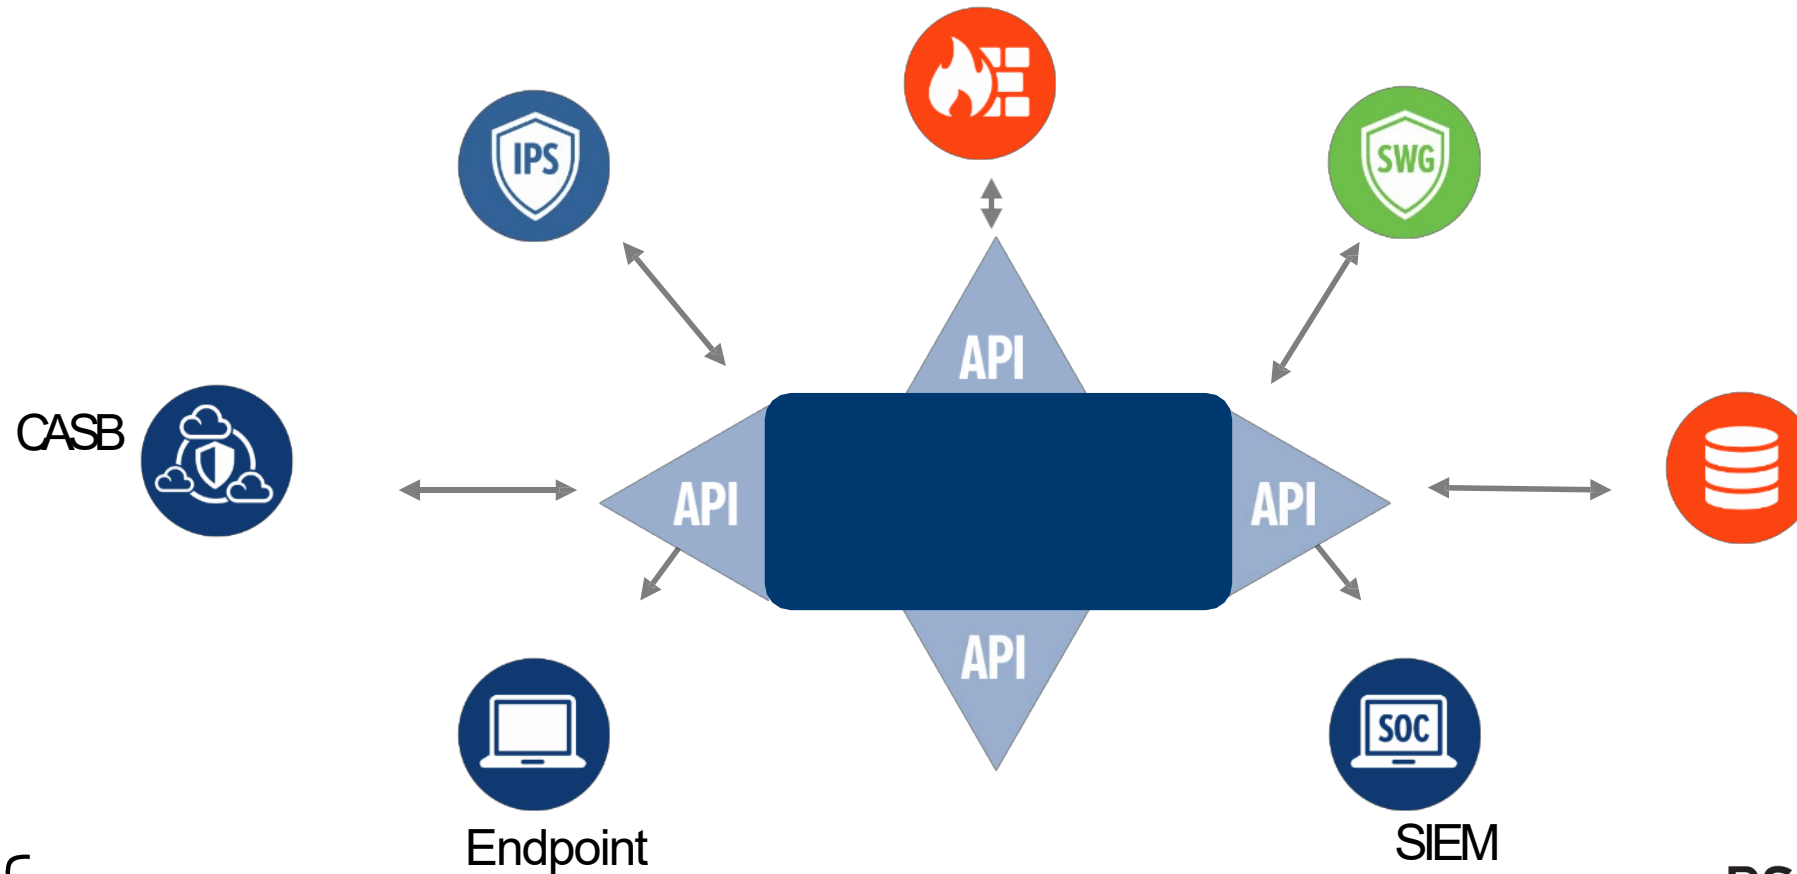 IPS
SWG
API
CASB
API
API
API
SOC
Endpoint
SIEM